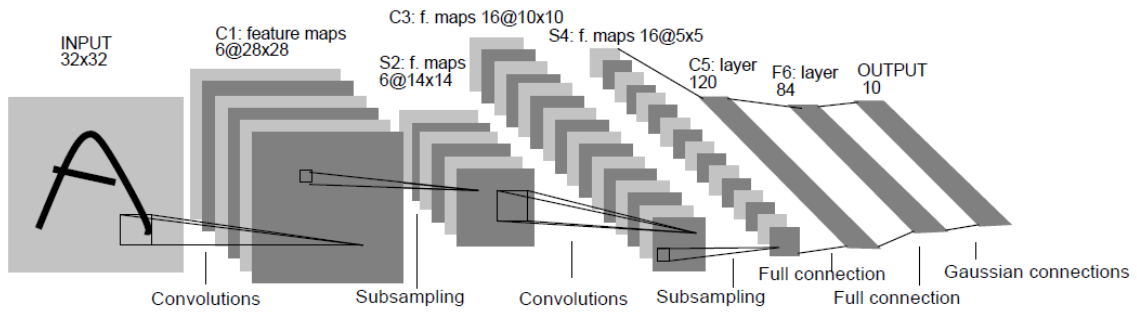 INPUT
32x32
C1: feature maps
6@28x28
S2: f. maps
6@14x14
C3: f. maps 16@10x10
S4: f. maps 16@5x5
C5: layer
120
F6: layer
84
OUTPUT
10
Convolutions
Subsampling
Convolutions
Subsampling
Full connection
Full connection
Gaussian connections